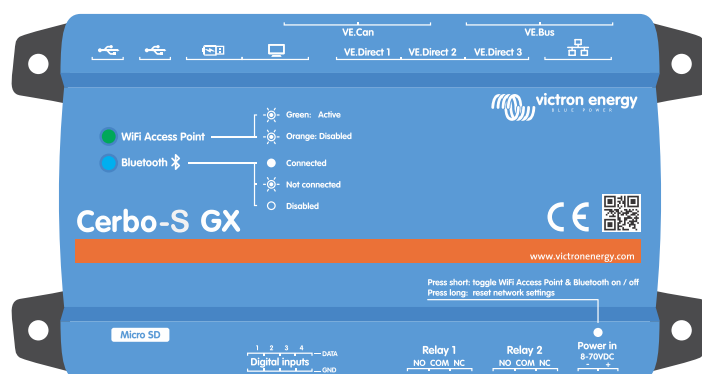 VE.Can
VE.Bus
VE.Direct 1
VE.Direct 2
VE.Direct 3
victron energy
BLUE POWER
WiFi Access Point
Green: Active
Orange: Disabled
Bluetooth
Connected
Not connected
Disabled
Cerbo-S GX
CE
www.victronenergy.com
Press short: toggle WiFi Access Point & Bluetooth on / off
Press long: reset network settings
Micro SD
1 2 3 4
DATA
Digital inputs
GND
Relay 1
NO COM NC
Relay 2
NO COM NC
Power in
8-70VDC
- +